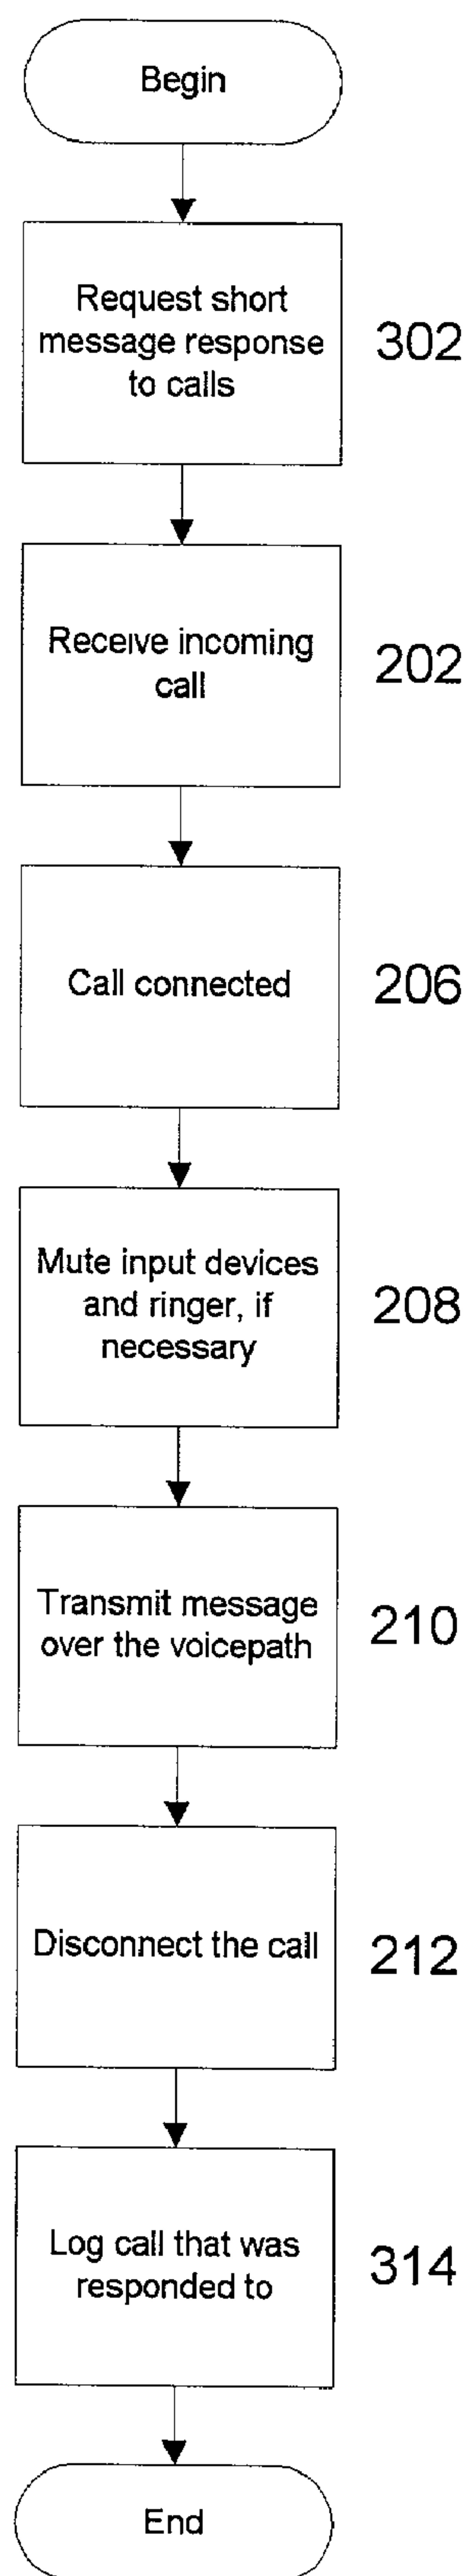 Begin
Request short
message response
to calls
302
Receive incoming
call
202
Call connected
206
Mute input devices
and ringer, if
necessary
208
Transmit message
over the voicepath
210
Disconnect the call
212
Log call that was
responded to
314
End